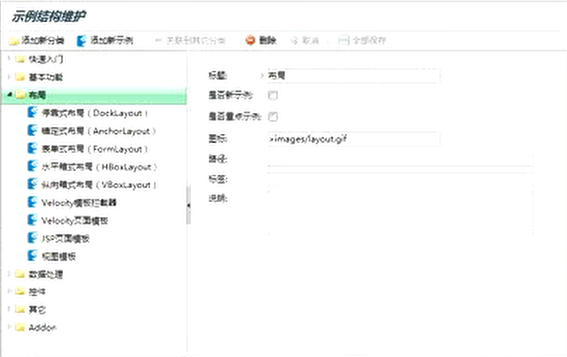 示例结构维护
添加新分类 添加新示例 关联到其它分类 删除 取消 全部保存
快速入门
基本功能
布局
停靠式布局（DockLayout）
锚定式布局（AnchorLayout）
表单式布局（FormLayout）
水平箱式布局（HBoxLayout）
纵向箱式布局（VBoxLayout）
Velocity模板拦截器
Velocity页面模板
JSP页面模板
视图模板
数据处理
控件
其它
Addon
标题: 布局
是否新示例:
是否重点示例:
图标: >images/layout.gif
路径:
标签:
说明: